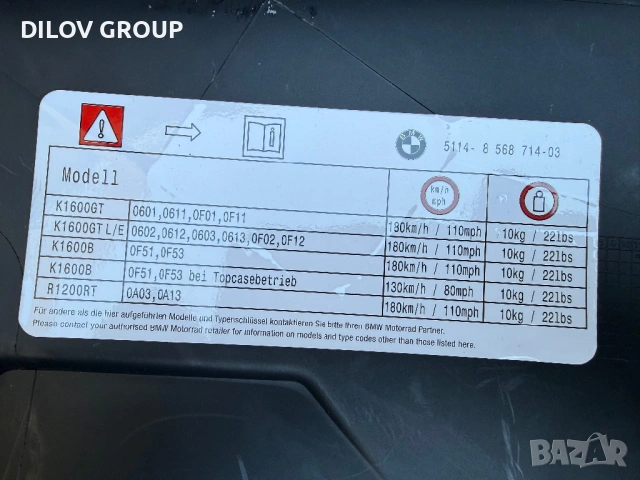 DILOV GROUP
BMW
5114- 8 568 714-03
Modell
km/h
mph
K1600GT 0601,0611,0F01,0F11 180km/h / 110mph 10kg / 22lbs
K1600GT L/E 0602,0612,0603,0613,0F02,0F12 180km/h / 110mph 10kg / 22lbs
K1600B 0F51,0F53 180km/h / 110mph 10kg / 22lbs
K1600B 0F51,0F53 bei Topcasebetrieb 130km/h / 80mph 10kg / 22lbs
R1200RT 0A03,0A13 180km/h / 110mph 10kg / 22lbs
Für andere als die hier aufgeführten Modelle und Typenschlüssel kontaktieren Sie bitte Ihren BMW Motorrad Partner.
Please contact your authorised BMW Motorrad retailer for information on models and type codes other than those listed here.
BAZAR
bg